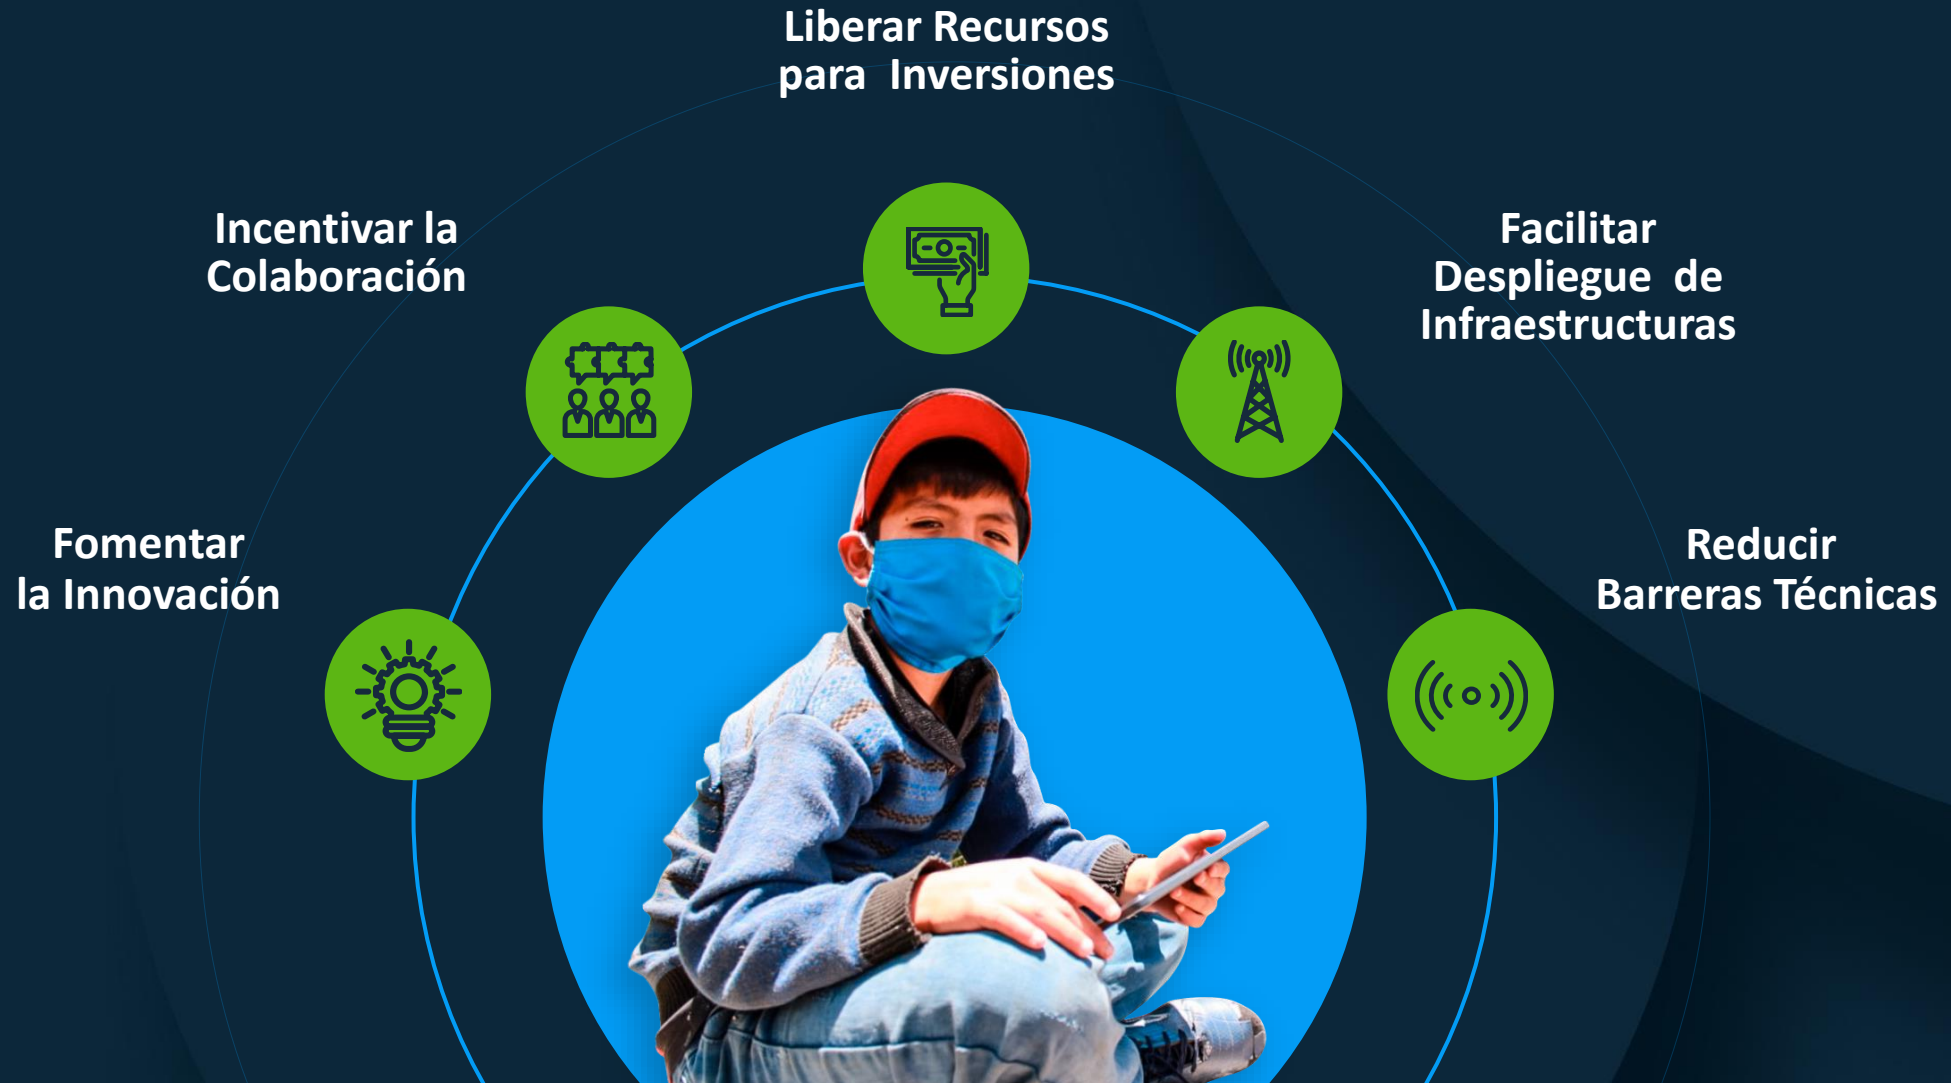 Liberar Recursos
para Inversiones
Incentivar la
Colaboración
Facilitar
Despliegue de
Infraestructuras
Fomentar
la Innovación
Reducir
Barreras Técnicas